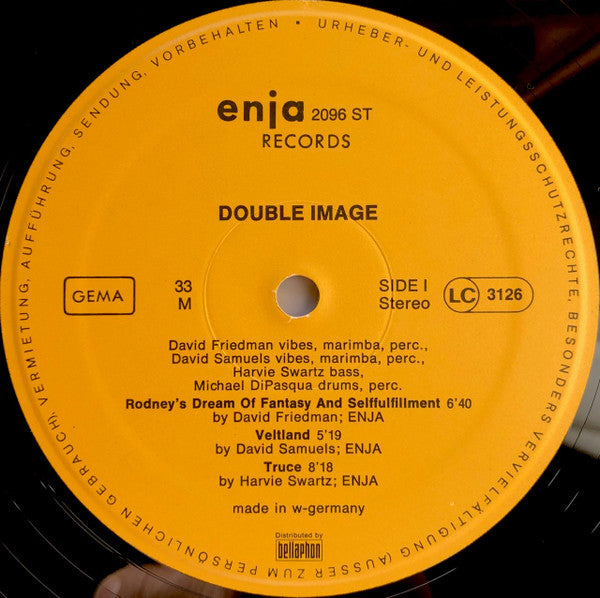 URHEBER- UND LEISTUNGSSCHUTZRECHTE, BESONDERS VERVIELFÄLTIGUNG (AUSSER ZUM PERSÖNLICHEN GEBRAUCH), VERMIETUNG, AUFFÜHRUNG, SENDUNG, VORBEHALTEN •
enja 2096 ST
RECORDS
DOUBLE IMAGE
GEMA
33
M
SIDE I
Stereo
LC 3126
David Friedman vibes, marimba, perc.,
David Samuels vibes, marimba, perc.,
Harvie Swartz bass,
Michael DiPasqua drums, perc.
Rodney's Dream Of Fantasy And Selffulfillment 6'40
by David Friedman; ENJA
Veltland 5'19
by David Samuels; ENJA
Truce 8'18
by Harvie Swartz; ENJA
made in w-germany
Distributed by
bellaphon